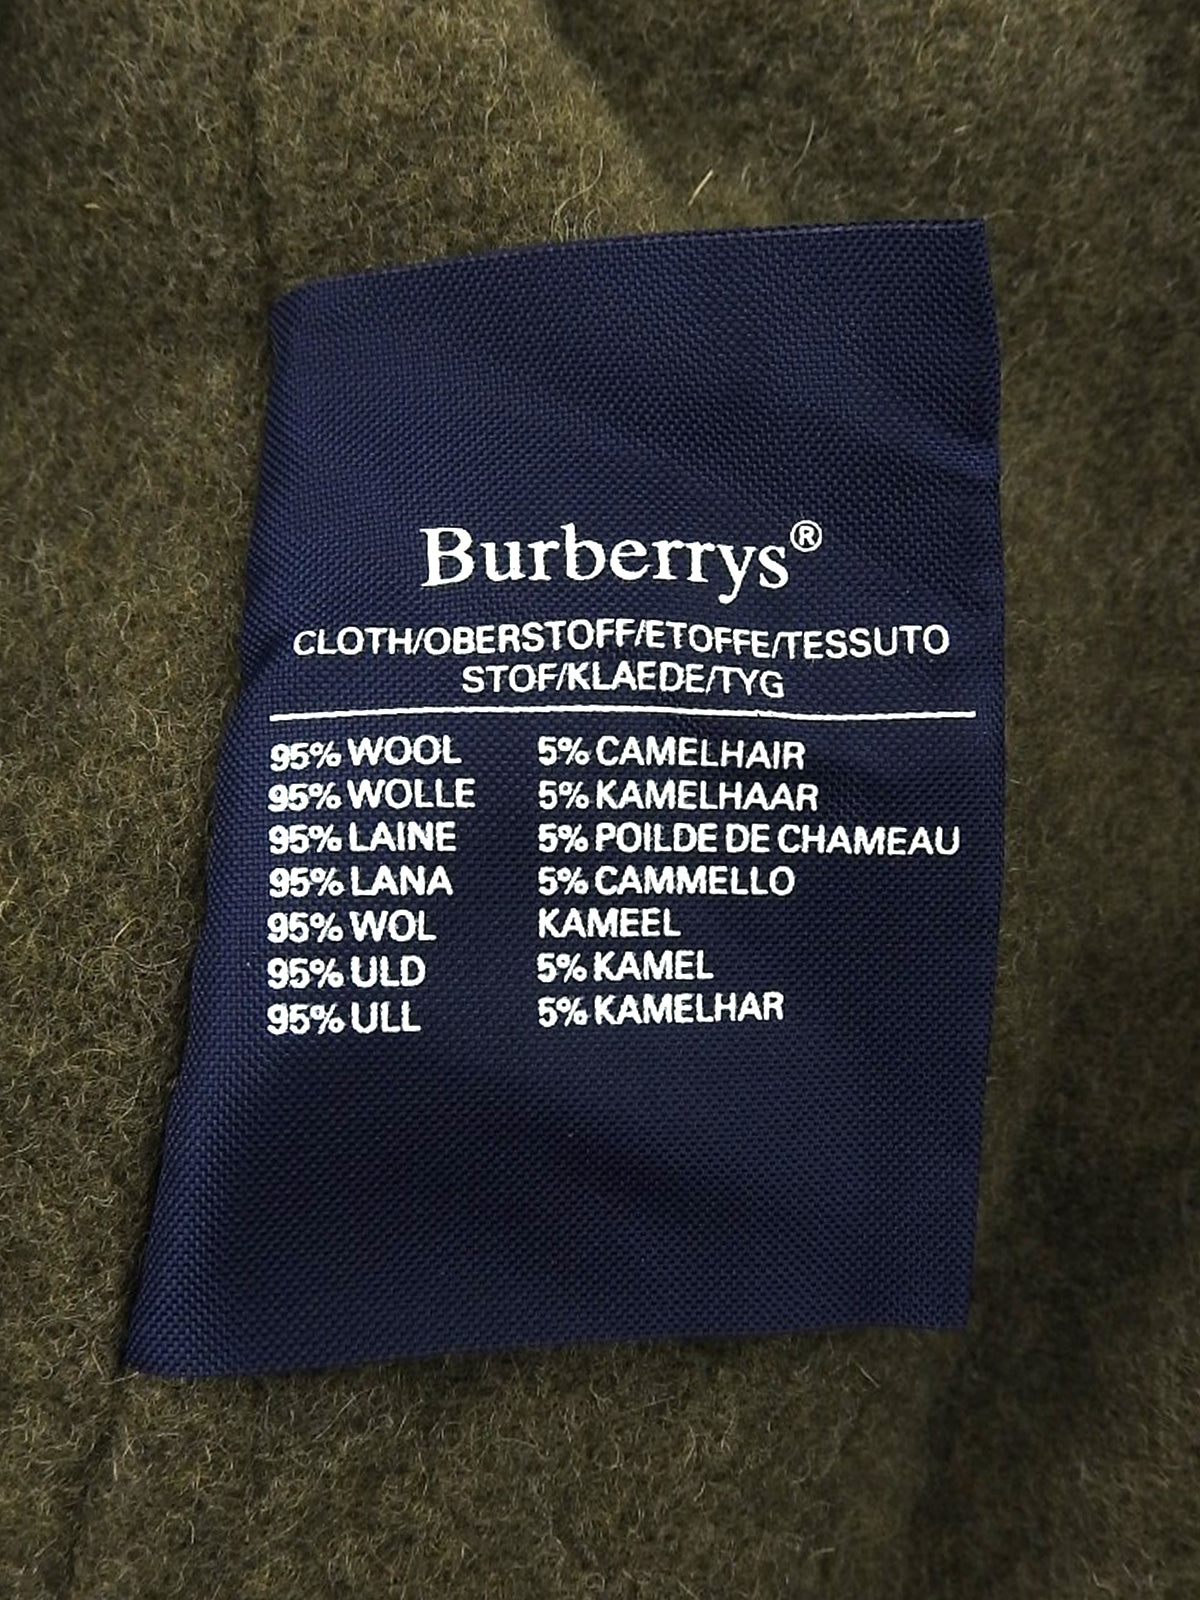 Burberrys®
CLOTH/OBERSTOFF/ETOFFE/TESSUTO
STOF/KLAEDE/TYG
95% WOOL 5% CAMELHAIR
95% WOLLE 5% KAMELHAAR
95% LAINE 5% POILDE DE CHAMEAU
95% LANA 5% CAMMELLO
95% WOL KAMEEL
95% ULD 5% KAMEL
95% ULL 5% KAMELHAR